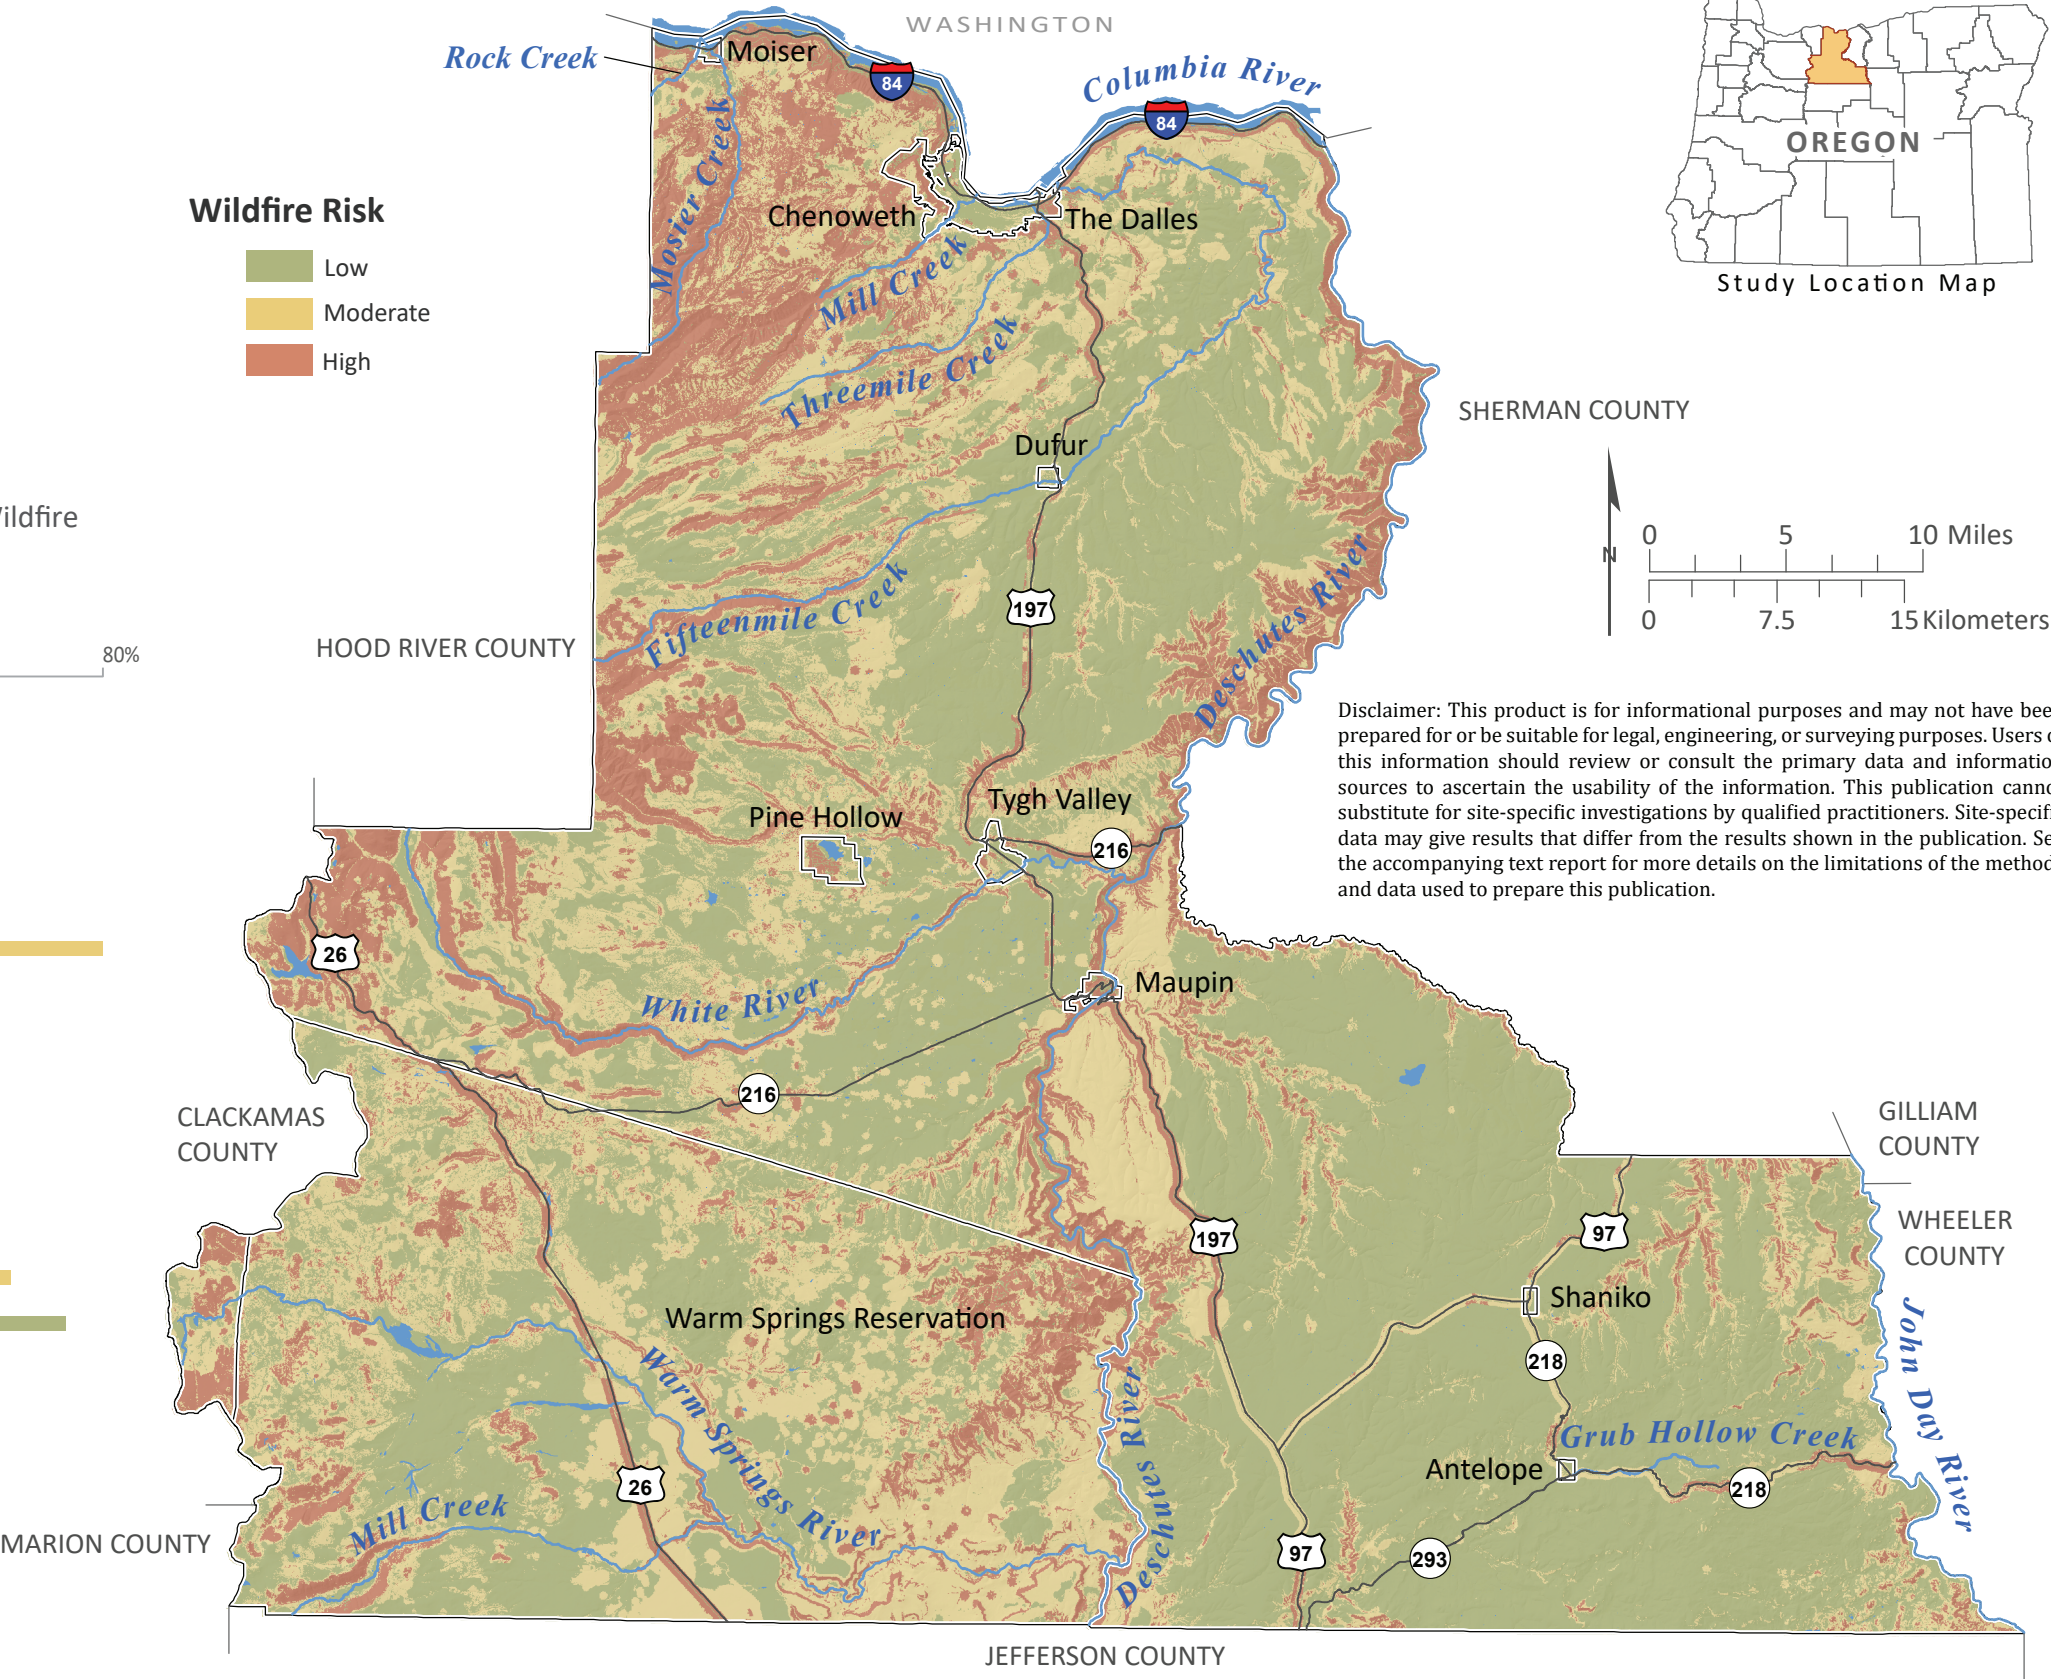 WASHINGTON
Rock Creek
Moiser
84
Columbia River
84
OREGON
Study Location Map
Wildfire Risk
Low
Moderate
High
Mosier Creek
Chenoweth
The Dalles
Mill Creek
Threemile Creek
SHERMAN COUNTY
Dufur
N
0 5 10 Miles
0 7.5 15 Kilometers
ildfire
80%
197
HOOD RIVER COUNTY
Fifteenmile Creek
Deschutes River
Disclaimer: This product is for informational purposes and may not have bee
prepared for or be suitable for legal, engineering, or surveying purposes. Users o
this information should review or consult the primary data and informatio
sources to ascertain the usability of the information. This publication canno
substitute for site-specific investigations by qualified practitioners. Site-specif
data may give results that differ from the results shown in the publication. Se
the accompanying text report for more details on the limitations of the method
and data used to prepare this publication.
Pine Hollow
Tygh Valley
216
26
White River
Maupin
216
CLACKAMAS
COUNTY
GILLIAM
COUNTY
WHEELER
COUNTY
197
97
Shaniko
Warm Springs Reservation
218
John Day River
Warm Springs River
Deschutes River
Grub Hollow Creek
Antelope
218
26
Mill Creek
MARION COUNTY
97
293
JEFFERSON COUNTY